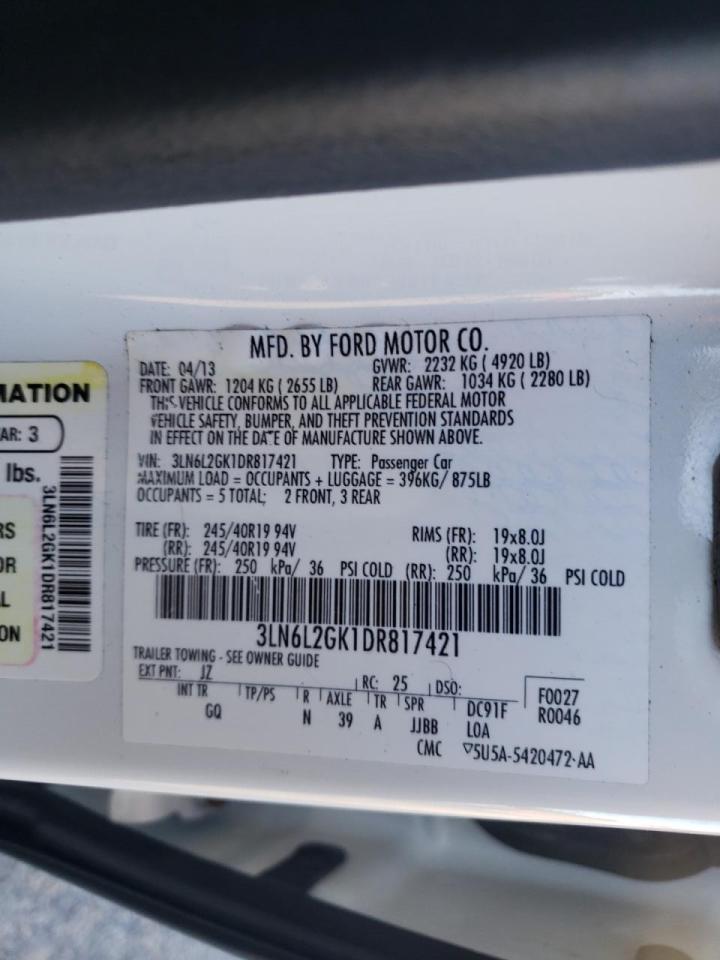 MFD. BY FORD MOTOR CO.
DATE: 04/13 GVWR: 2232 KG ( 4920 LB)
FRONT GAWR: 1204 KG ( 2655 LB) REAR GAWR: 1034 KG ( 2280 LB)
THIS VEHICLE CONFORMS TO ALL APPLICABLE FEDERAL MOTOR
VEHICLE SAFETY, BUMPER, AND THEFT PREVENTION STANDARDS
IN EFFECT ON THE DATE OF MANUFACTURE SHOWN ABOVE.
VIN: 3LN6L2GK1DR817421 TYPE: Passenger Car
MAXIMUM LOAD = OCCUPANTS + LUGGAGE = 396KG/ 875LB
OCCUPANTS = 5 TOTAL; 2 FRONT, 3 REAR
TIRE (FR): 245/40R19 94V RIMS (FR): 19x8.0J
(RR): 245/40R19 94V (RR): 19x8.0J
PRESSURE (FR): 250 kPa/ 36 PSI COLD (RR): 250 kPa/ 36 PSI COLD
3LN6L2GK1DR817421
TRAILER TOWING - SEE OWNER GUIDE
EXT PNT: JZ RC: 25 DSO: F0027
INT TR TP/PS R AXLE TR SPR DC91F R0046
GQ N 39 A JJBB LOA
CMC ▽5U5A-5420472-AA
MATION
AR: 3
lbs.
RS
OR
AL
ON
3LN6L2GK1DR817421